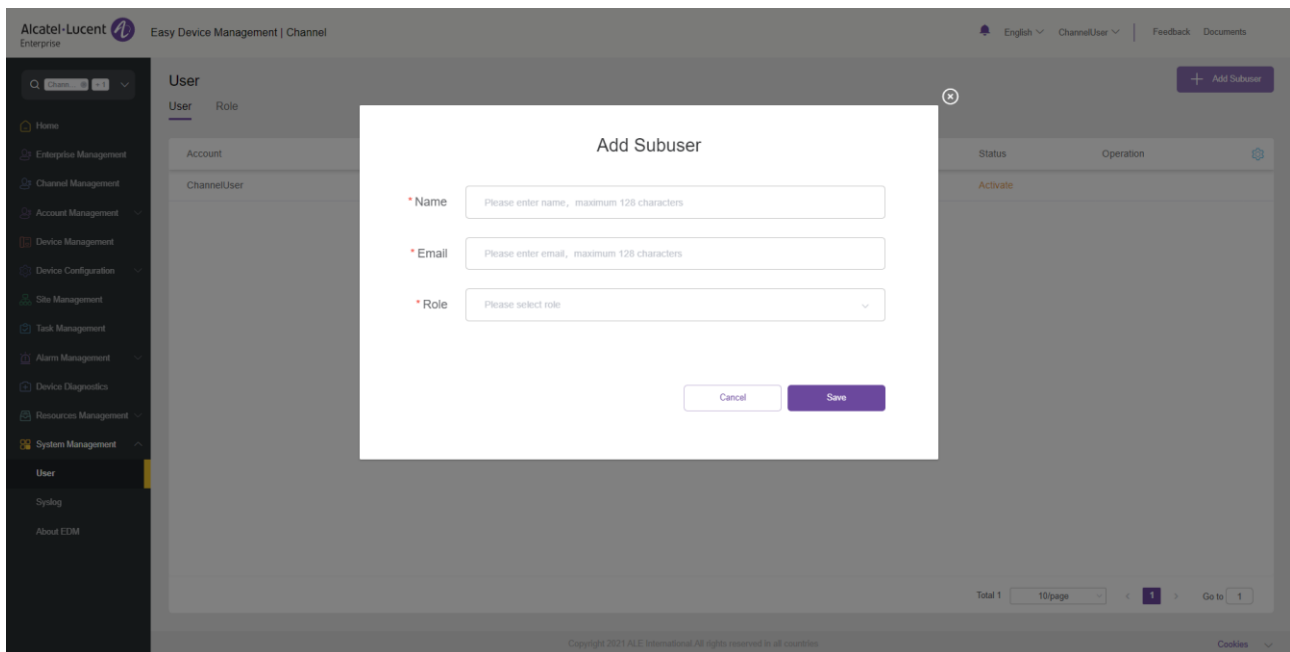 Alcatel-Lucent
Enterprise
Easy Device Management | Channel
English
ChannelUser
Feedback
Documents
Chann...
+ 1
User
+ Add Subuser
User
Role
Home
Enterprise Management
Channel Management
Account Management
Device Management
Device Configuration
Site Management
Task Management
Alarm Management
Device Diagnostics
Resources Management
System Management
User
Syslog
About EDM
Account
Status
Operation
ChannelUser
Activate
Add Subuser
* Name
Please enter name, maximum 128 characters
* Email
Please enter email, maximum 128 characters
* Role
Please select role
Cancel
Save
Total 1
10/page
< 1 >
Go to 1
Copyright 2021 ALE International.All rights reserved in all countries
Cookies